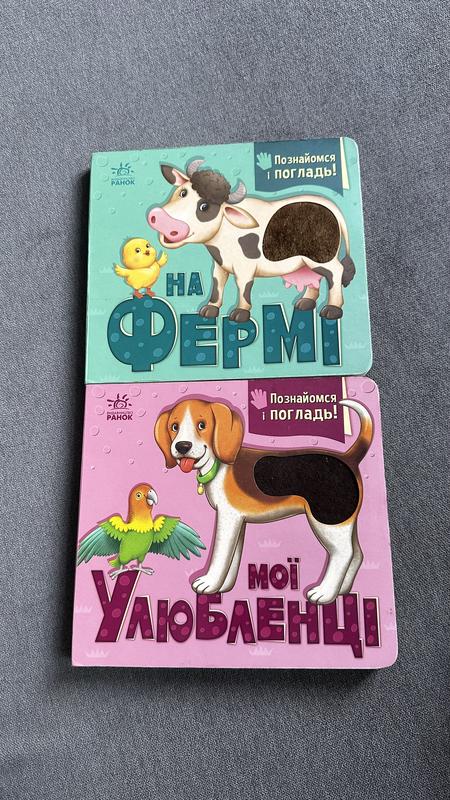 РАНОК
Познайомся
і погладь!
НА
ФЕРМІ
РАНОК
Познайомся
і погладь!
МОЇ
УЛЮБЛЕНЦІ